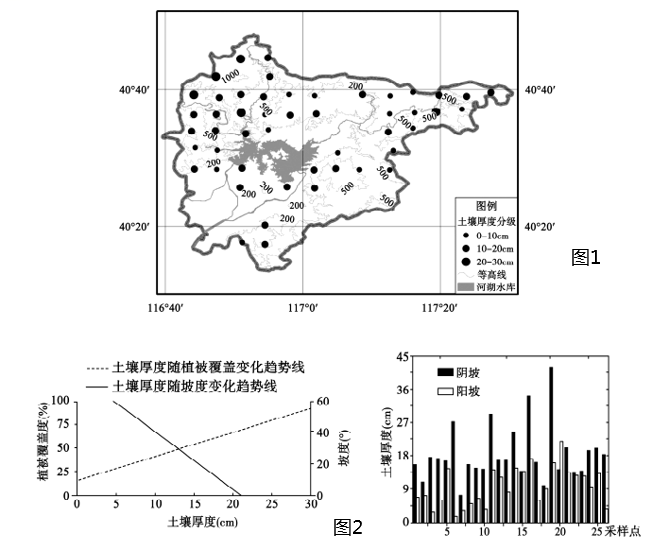 40°40′
40°20′
40°40′
40°20′
116°40′
117°0′
117°20′
1000
500
200
500
200
500
500
500
200
200
200
200
500
500
500
图例
土壤厚度分级
0-10cm
10-20cm
20-30cm
等高线
河湖水库
图1
土壤厚度随植被覆盖变化趋势线
土壤厚度随坡度变化趋势线
植被覆盖度(%)
100
75
50
25
0
坡度(°)
60
40
20
0
0 5 10 15 20 25 30
土壤厚度(cm)
图2
土壤厚度(cm)
45
36
27
18
9
0
阴坡
阳坡
5 10 15 20 25 采样点